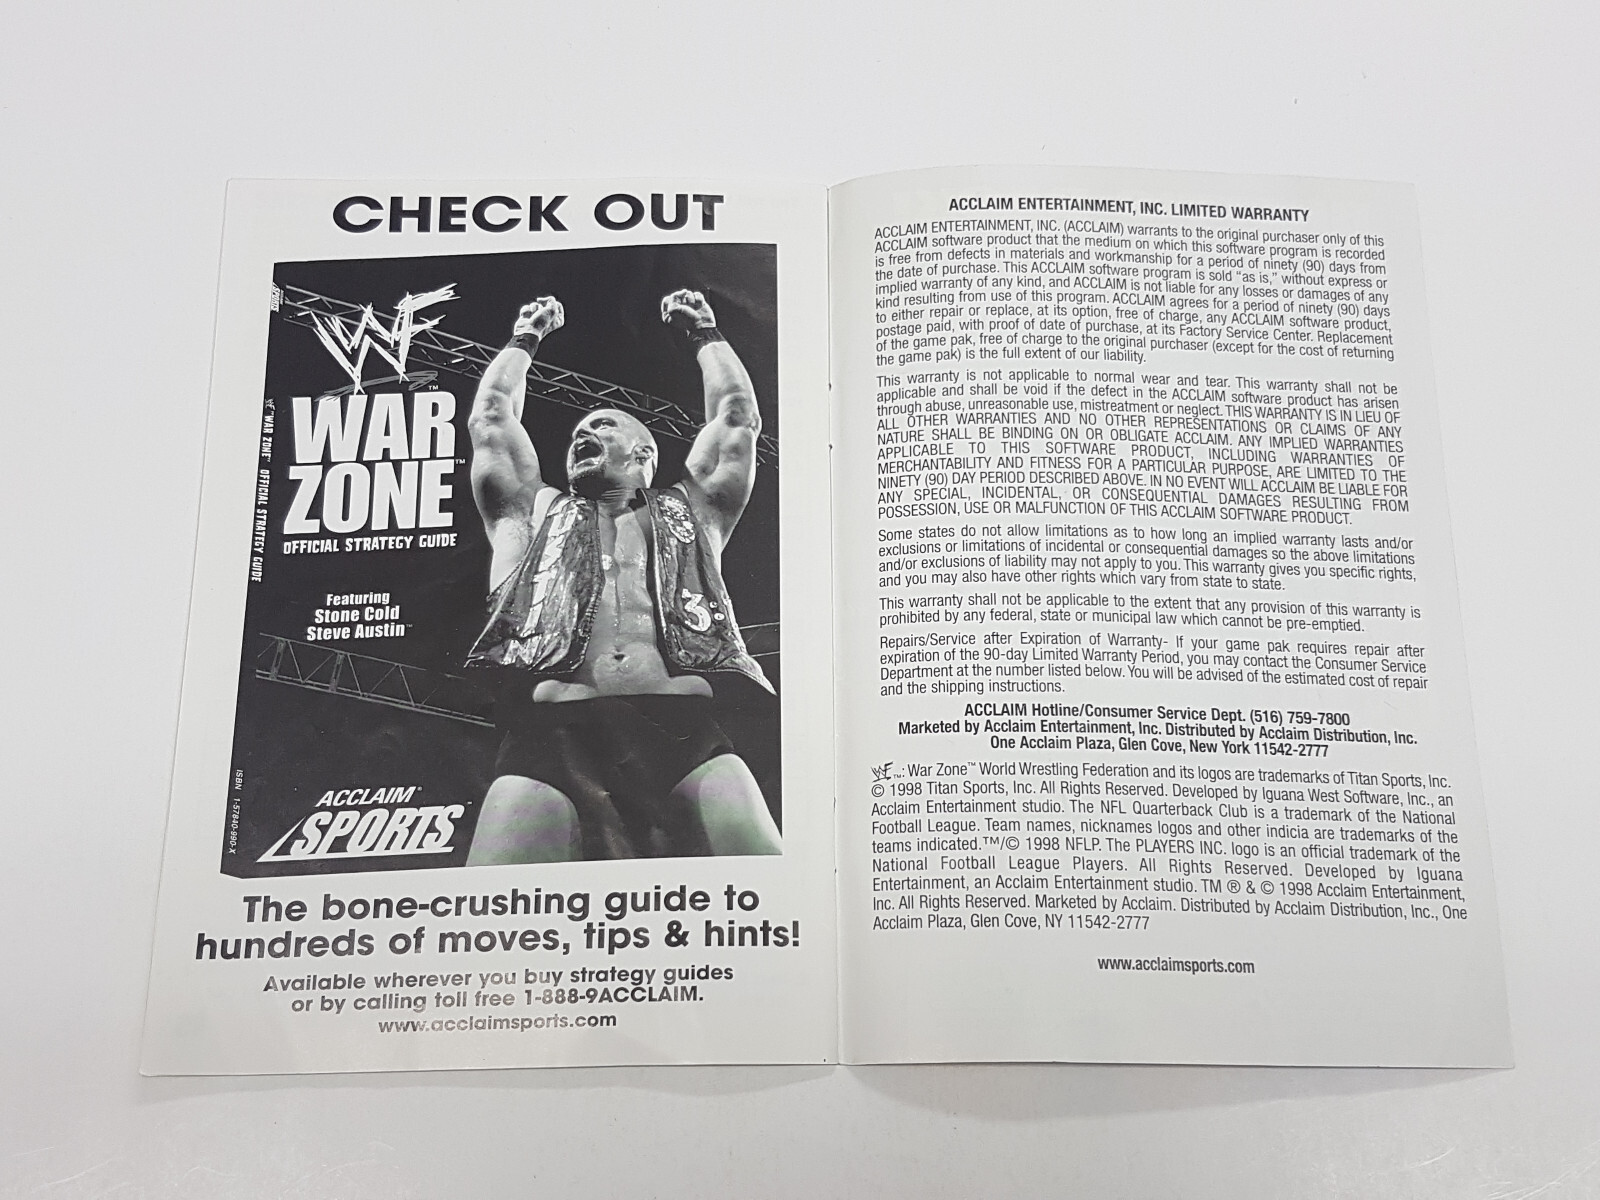 CHECK OUT
ACCLAIM
SPORTS
WF
WAR
ZONE™
OFFICIAL STRATEGY GUIDE
Featuring
Stone Cold
Steve Austin™
WF™ WAR ZONE™ OFFICIAL STRATEGY GUIDE
ISBN 1-57840-990-X
3:
ACCLAIM®
SPORTS™
The bone-crushing guide to
hundreds of moves, tips & hints!
Available wherever you buy strategy guides
or by calling toll free 1-888-9ACCLAIM.
www.acclaimsports.com
ACCLAIM ENTERTAINMENT, INC. LIMITED WARRANTY
ACCLAIM ENTERTAINMENT, INC. (ACCLAIM) warrants to the original purchaser only of this
ACCLAIM software product that the medium on which this software program is recorded
is free from defects in materials and workmanship for a period of ninety (90) days from
the date of purchase. This ACCLAIM software program is sold “as is,” without express or
implied warranty of any kind, and ACCLAIM is not liable for any losses or damages of any
kind resulting from use of this program. ACCLAIM agrees for a period of ninety (90) days
to either repair or replace, at its option, free of charge, any ACCLAIM software product,
postage paid, with proof of date of purchase, at its Factory Service Center. Replacement
of the game pak, free of charge to the original purchaser (except for the cost of returning
the game pak) is the full extent of our liability.
This warranty is not applicable to normal wear and tear. This warranty shall not be
applicable and shall be void if the defect in the ACCLAIM software product has arisen
through abuse, unreasonable use, mistreatment or neglect. THIS WARRANTY IS IN LIEU OF
ALL OTHER WARRANTIES AND NO OTHER REPRESENTATIONS OR CLAIMS OF ANY
NATURE SHALL BE BINDING ON OR OBLIGATE ACCLAIM. ANY IMPLIED WARRANTIES
APPLICABLE TO THIS SOFTWARE PRODUCT, INCLUDING WARRANTIES OF
MERCHANTABILITY AND FITNESS FOR A PARTICULAR PURPOSE, ARE LIMITED TO THE
NINETY (90) DAY PERIOD DESCRIBED ABOVE. IN NO EVENT WILL ACCLAIM BE LIABLE FOR
ANY SPECIAL, INCIDENTAL, OR CONSEQUENTIAL DAMAGES RESULTING FROM
POSSESSION, USE OR MALFUNCTION OF THIS ACCLAIM SOFTWARE PRODUCT.
Some states do not allow limitations as to how long an implied warranty lasts and/or
exclusions or limitations of incidental or consequential damages so the above limitations
and/or exclusions of liability may not apply to you. This warranty gives you specific rights,
and you may also have other rights which vary from state to state.
This warranty shall not be applicable to the extent that any provision of this warranty is
prohibited by any federal, state or municipal law which cannot be pre-emptied.
Repairs/Service after Expiration of Warranty- If your game pak requires repair after
expiration of the 90-day Limited Warranty Period, you may contact the Consumer Service
Department at the number listed below. You will be advised of the estimated cost of repair
and the shipping instructions.
ACCLAIM Hotline/Consumer Service Dept. (516) 759-7800
Marketed by Acclaim Entertainment, Inc. Distributed by Acclaim Distribution, Inc.
One Acclaim Plaza, Glen Cove, New York 11542-2777
WF™: War Zone™ World Wrestling Federation and its logos are trademarks of Titan Sports, Inc.
© 1998 Titan Sports, Inc. All Rights Reserved. Developed by Iguana West Software, Inc., an
Acclaim Entertainment studio. The NFL Quarterback Club is a trademark of the National
Football League. Team names, nicknames logos and other indicia are trademarks of the
teams indicated.™/© 1998 NFLP. The PLAYERS INC. logo is an official trademark of the
National Football League Players. All Rights Reserved. Developed by Iguana
Entertainment, an Acclaim Entertainment studio. TM ® & © 1998 Acclaim Entertainment,
Inc. All Rights Reserved. Marketed by Acclaim. Distributed by Acclaim Distribution, Inc., One
Acclaim Plaza, Glen Cove, NY 11542-2777
www.acclaimsports.com